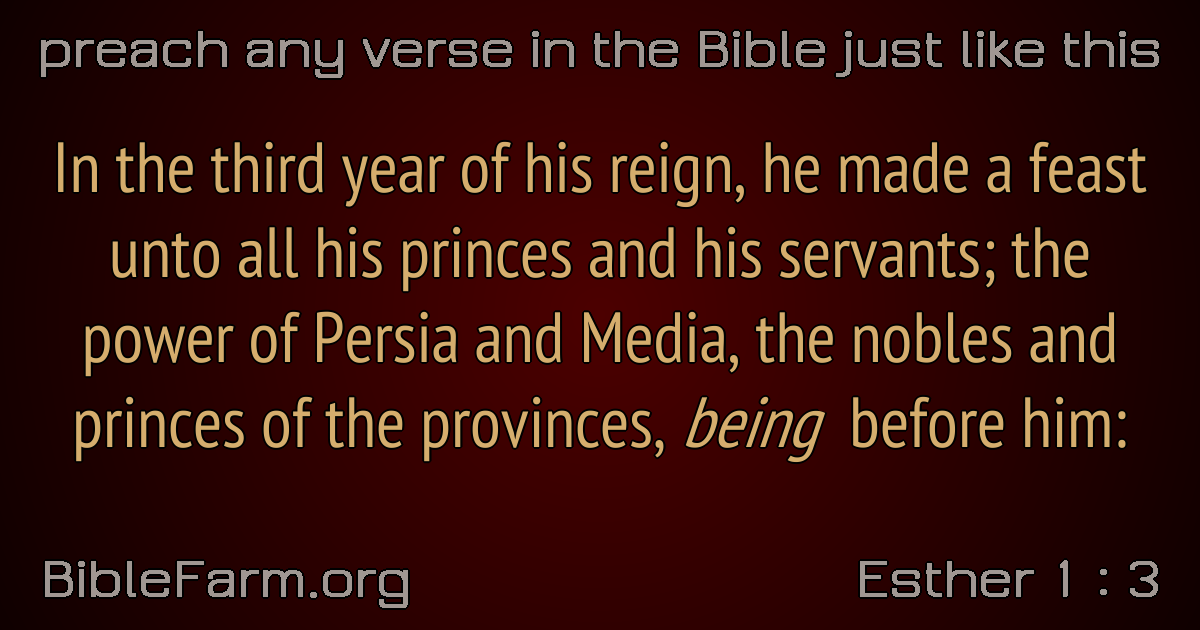 preach any verse in the Bible just like this
In the third year of his reign, he made a feast
unto all his princes and his servants; the
power of Persia and Media, the nobles and
princes of the provinces, being before him:
BibleFarm.org
Esther 1 : 3